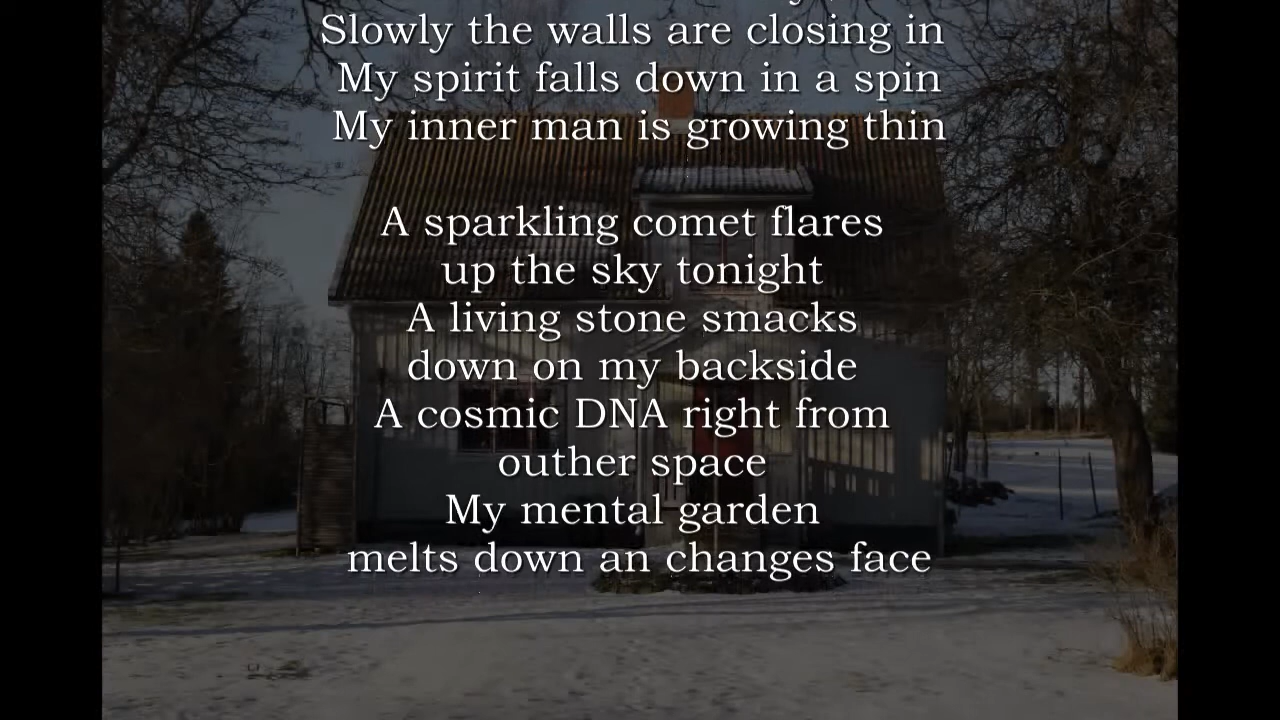 Slowly the walls are closing in
My spirit falls down in a spin
My inner man is growing thin
A sparkling comet flares
up the sky tonight
A living stone smacks
down on my backside
A cosmic DNA right from
outher space
My mental garden
melts down an changes face